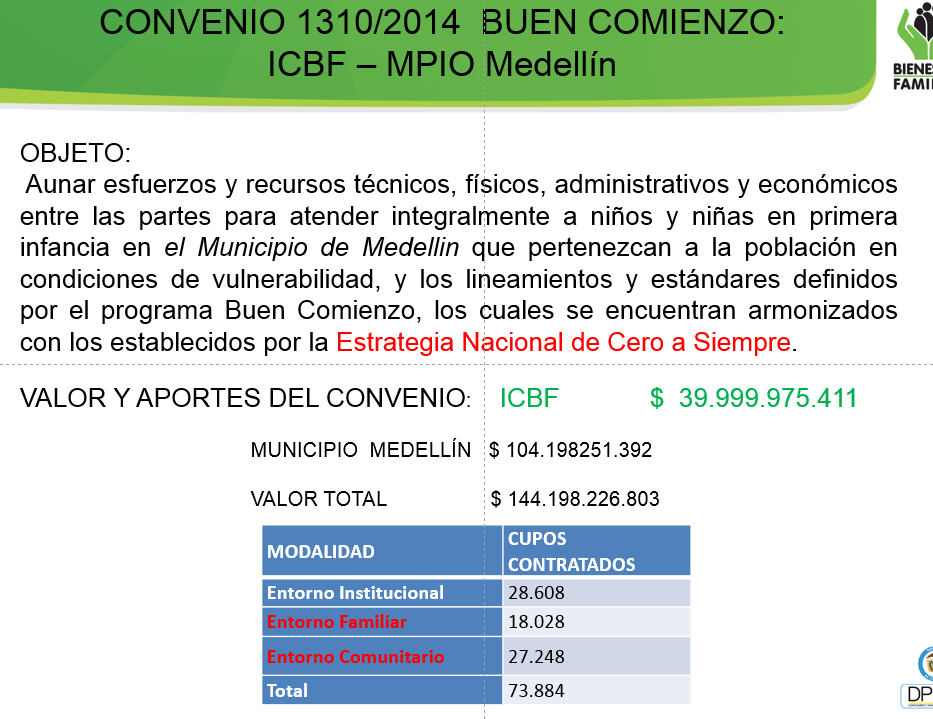 CONVENIO 1310/2014 BUEN COMIENZO:
ICBF – MPIO Medellín
BIENES
FAMI
OBJETO:
Aunar esfuerzos y recursos técnicos, físicos, administrativos y económicos
entre las partes para atender integralmente a niños y niñas en primera
infancia en el Municipio de Medellin que pertenezcan a la población en
condiciones de vulnerabilidad, y los lineamientos y estándares definidos
por el programa Buen Comienzo, los cuales se encuentran armonizados
con los establecidos por la Estrategia Nacional de Cero a Siempre.
VALOR Y APORTES DEL CONVENIO: ICBF $ 39.999.975.411
MUNICIPIO MEDELLÍN $ 104.198251.392
VALOR TOTAL $ 144.198.226.803
MODALIDAD CUPOS CONTRATADOS
Entorno Institucional 28.608
Entorno Familiar 18.028
Entorno Comunitario 27.248
Total 73.884
DP